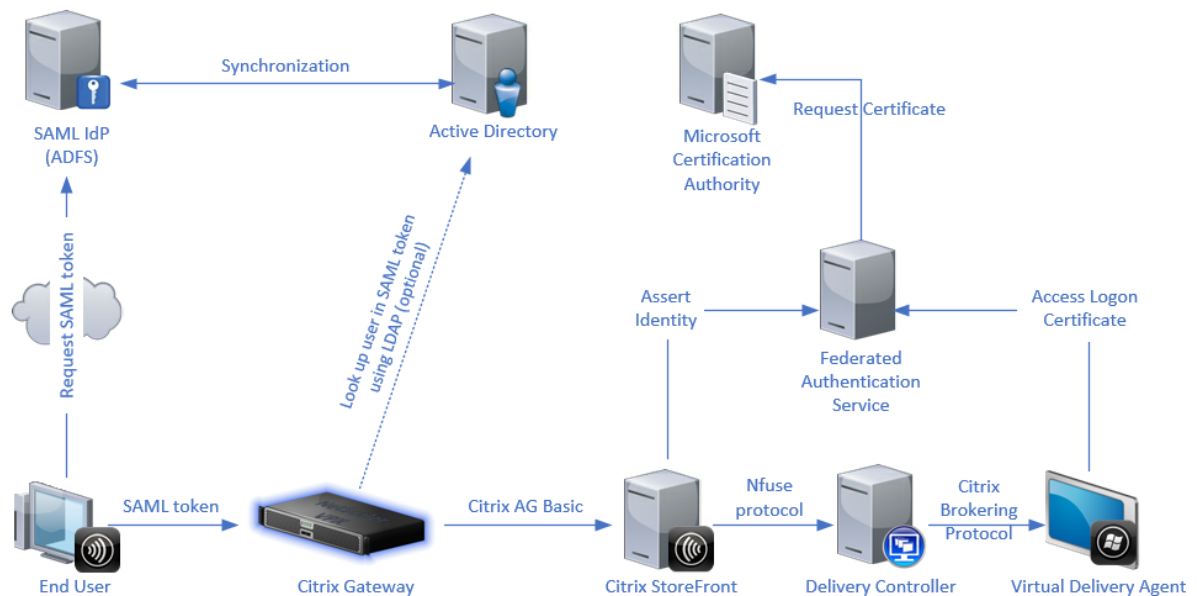 Synchronization
SAML IdP
(ADFS)
Active Directory
Request Certificate
Microsoft
Certification
Authority
Request SAML token
Look up user in SAML token
using LDAP (optional)
Assert
Identity
Access Logon
Certificate
Federated
Authentication
Service
SAML token
Citrix AG Basic
Nfuse
protocol
Citrix
Brokering
Protocol
End User
Citrix Gateway
Citrix StoreFront
Delivery Controller
Virtual Delivery Agent